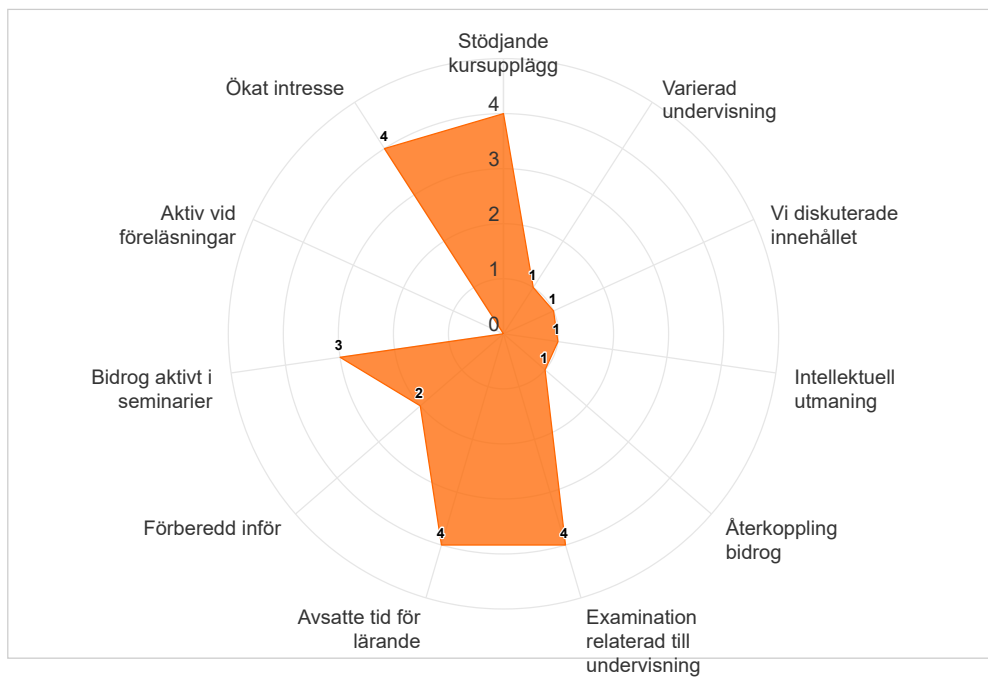 Stödjande
kursupplägg
Ökat intresse
Varierad
undervisning
4
4
3
Aktiv vid
föreläsningar
Vi diskuterade
innehållet
2
1
1
1
0
1
3
Bidrog aktivt i
seminarier
Intellektuell
utmaning
1
2
Förberedd inför
Återkoppling
bidrog
4
4
Avsatte tid för
lärande
Examination
relaterad till
undervisning